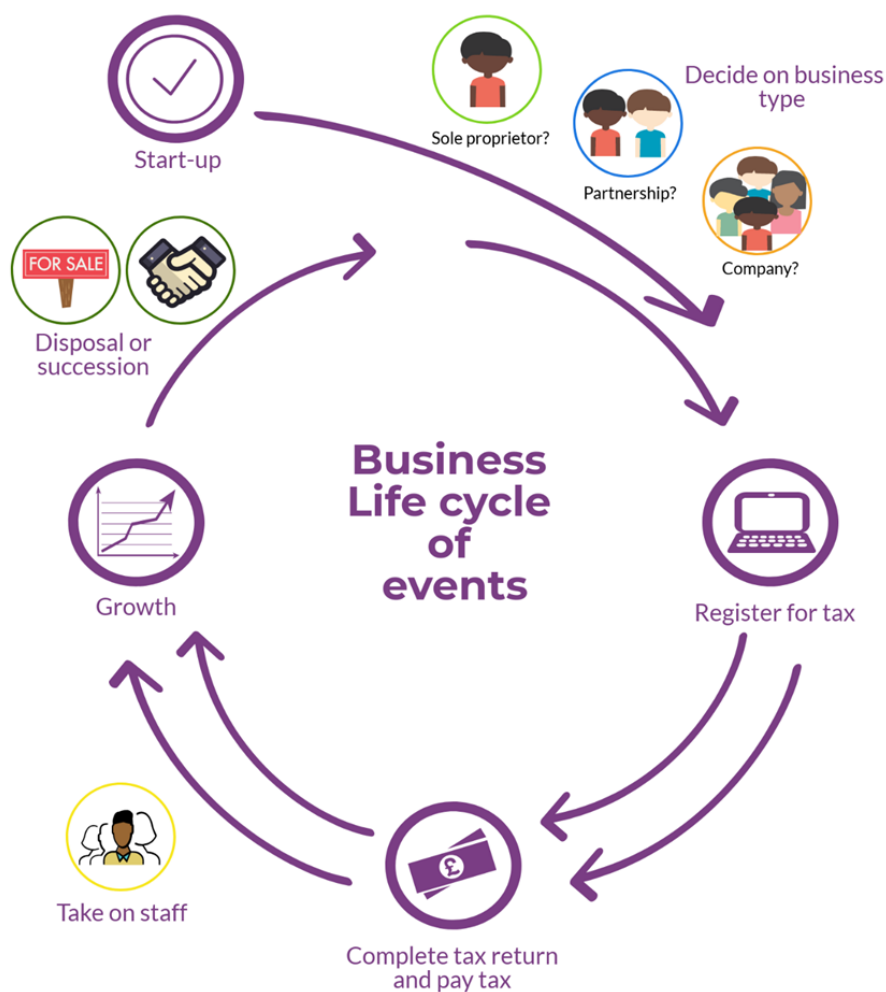 Start-up
Sole proprietor?
Partnership?
Company?
Decide on business
type
Register for tax
£
Complete tax return
and pay tax
Take on staff
Growth
FOR SALE
Disposal or
succession
Business
Life cycle
of
events